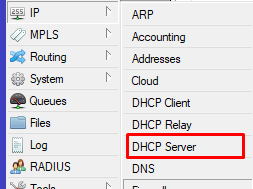 IP
MPLS
Routing
System
Queues
Files
Log
RADIUS
ARP
Accounting
Addresses
Cloud
DHCP Client
DHCP Relay
DHCP Server
DNS